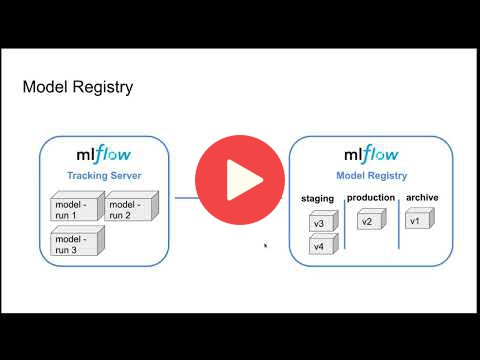 Model Registry
mlflow
Tracking Server
model -
run 1
model -
run 2
model -
run 3
mlflow
Model Registry
staging
production
archive
v3
v4
v2
v1